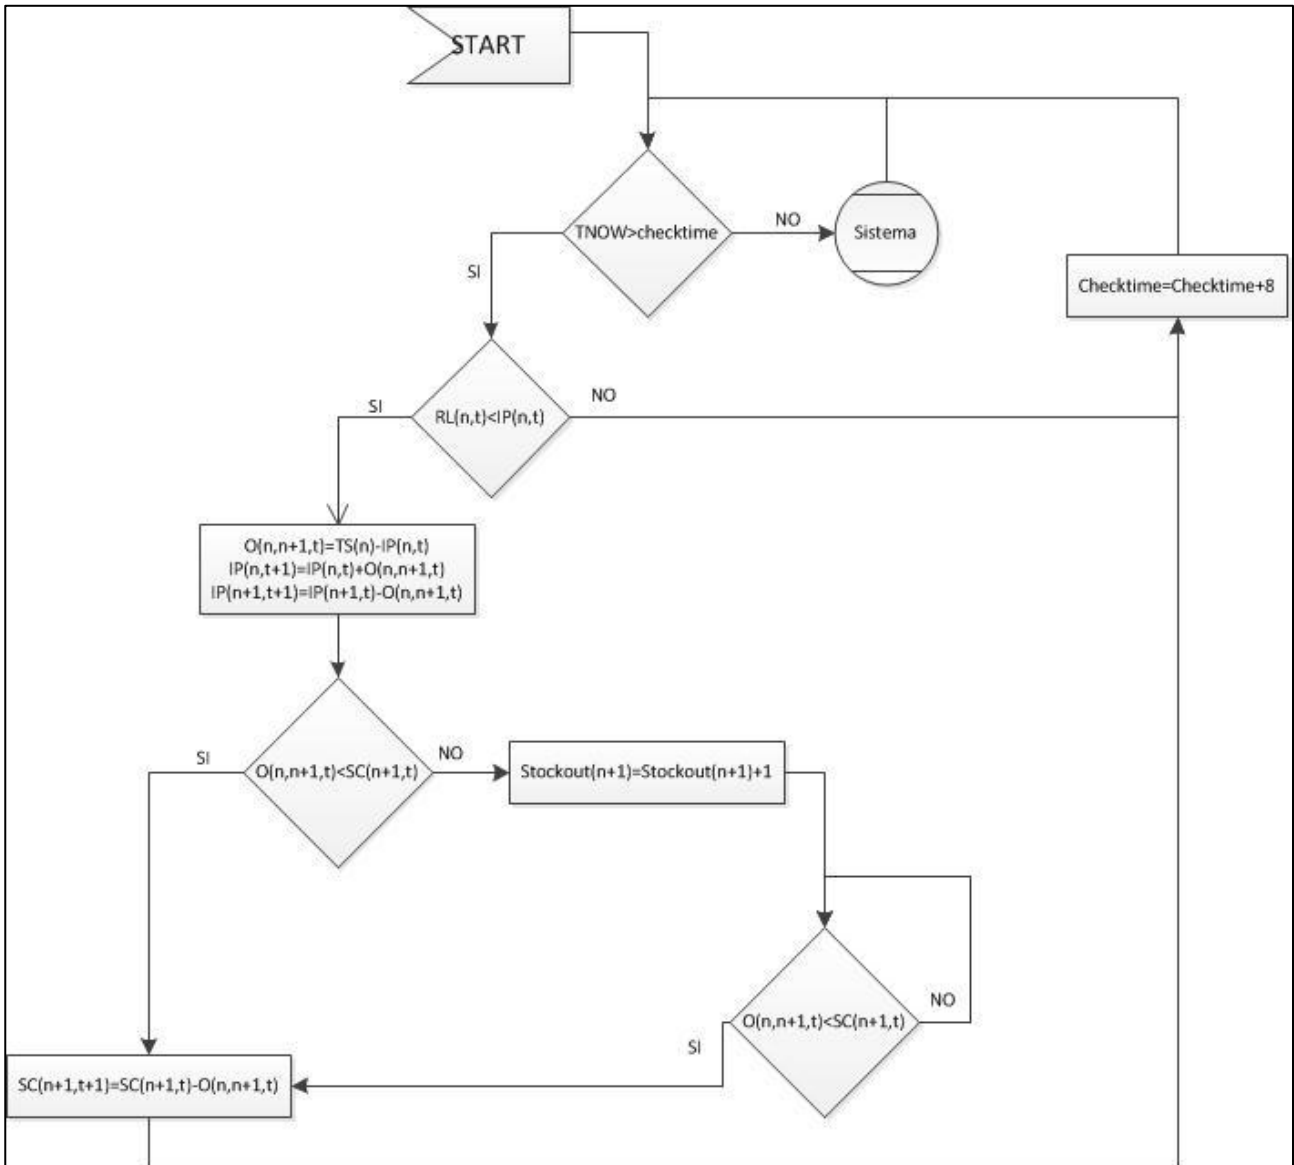 START
TNOW>checktime
NO
Sistema
SI
Checktime=Checktime+8
RL(n,t)<IP(n,t)
NO
SI
O(n,n+1,t)=TS(n)-IP(n,t)
IP(n,t+1)=IP(n,t)+O(n,n+1,t)
IP(n+1,t+1)=IP(n+1,t)-O(n,n+1,t)
O(n,n+1,t)<SC(n+1,t)
SI
NO
Stockout(n+1)=Stockout(n+1)+1
O(n,n+1,t)<SC(n+1,t)
NO
SI
SC(n+1,t+1)=SC(n+1,t)-O(n,n+1,t)